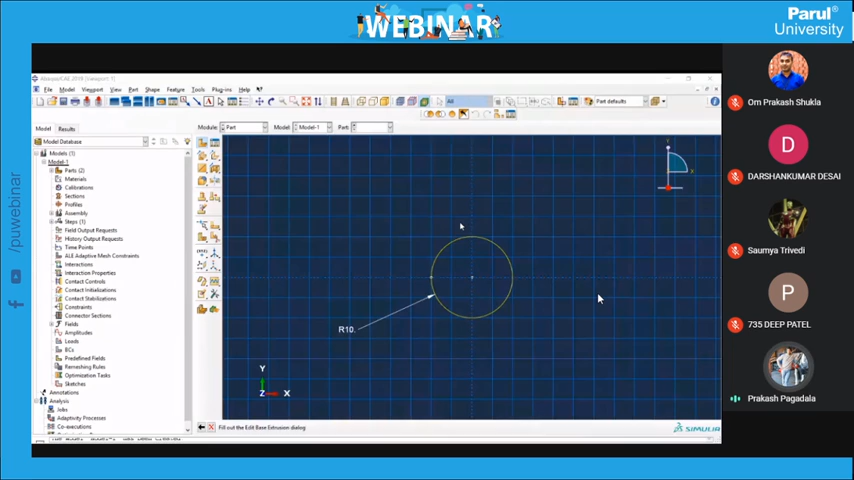 WEBINAR
Parul®
University
/puwebinar
Abaqus/CAE 2019 [Viewport: 1]
File Model Viewport View Part Shape Feature Tools Plug-ins Help
All
Part defaults
Model Results
Module: Part Model: Model-1 Part:
Model Database
Models (1)
Model-1
Parts (2)
Materials
Calibrations
Sections
Profiles
Assembly
Steps (1)
Field Output Requests
History Output Requests
Time Points
ALE Adaptive Mesh Constraints
Interactions
Interaction Properties
Contact Controls
Contact Initializations
Contact Stabilizations
Constraints
Connector Sections
Fields
Amplitudes
Loads
BCs
Predefined Fields
Remeshing Rules
Optimization Tasks
Sketches
Annotations
Analysis
Jobs
Adaptivity Processes
Co-executions
R10.
Y
Z X
Y
X
Fill out the Edit Base Extrusion dialog
SIMULIA
Om Prakash Shukla
D
DARSHANKUMAR DESAI
Saumya Trivedi
P
735 DEEP PATEL
Prakash Pagadala